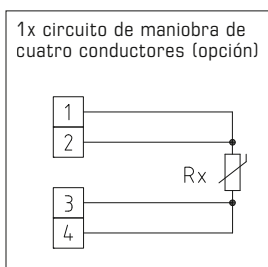 1x circuito de maniobra de
cuatro conductores (opción)
1
2
Rx
3
4